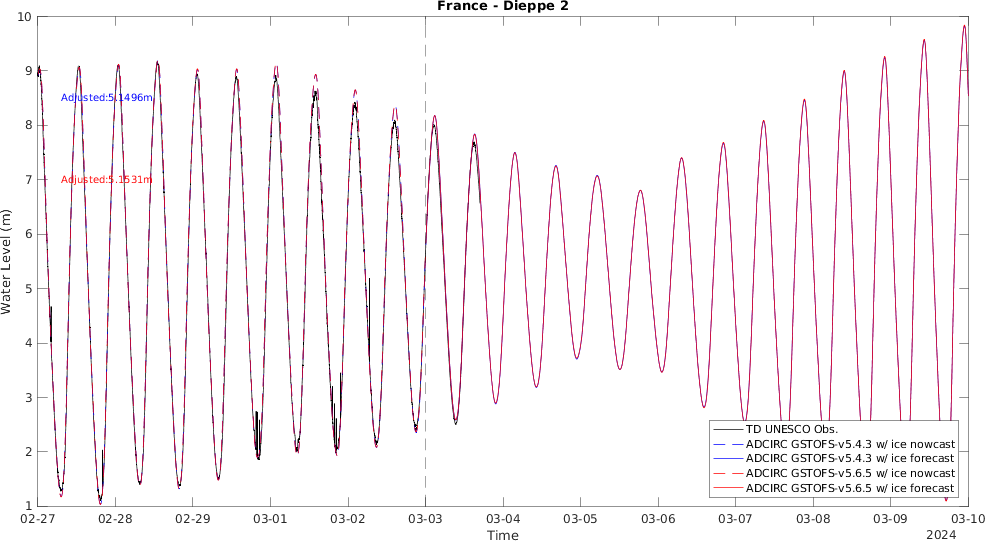 France - Dieppe 2
10
9
8
7
6
5
4
3
2
1
Water Level (m)
Adjusted:5.1496m
Adjusted:5.1531m
TD UNESCO Obs.
ADCIRC GSTOFS-v5.4.3 w/ ice nowcast
ADCIRC GSTOFS-v5.4.3 w/ ice forecast
ADCIRC GSTOFS-v5.6.5 w/ ice nowcast
ADCIRC GSTOFS-v5.6.5 w/ ice forecast
02-27 02-28 02-29 03-01 03-02 03-03 03-04 03-05 03-06 03-07 03-08 03-09 03-10
Time
2024